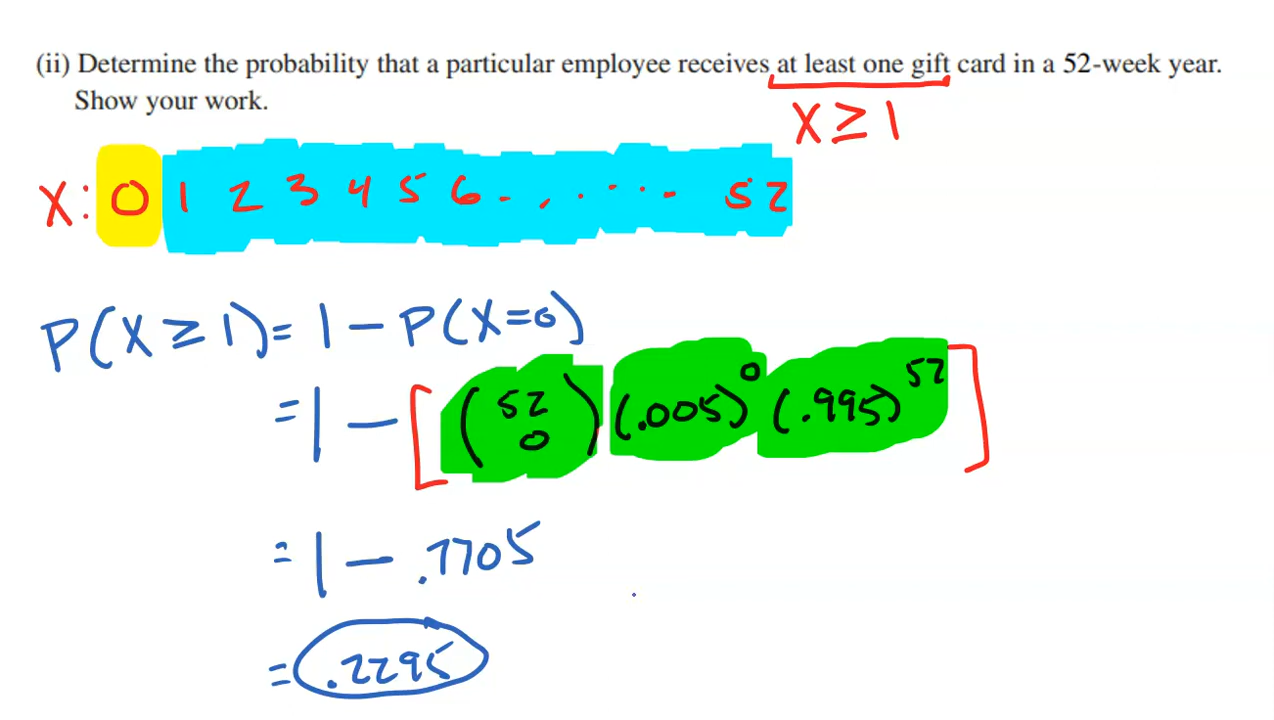 (ii) Determine the probability that a particular employee receives at least one gift card in a 52-week year.
Show your work.
X ≥ 1
X: 0 1 2 3 4 5 6 . . . . . . . 52
P(X ≥ 1) = 1 − P(X=0)
= 1 − [ (52 0) (.005)^0 (.995)^52 ]
= 1 − .7705
= .2295